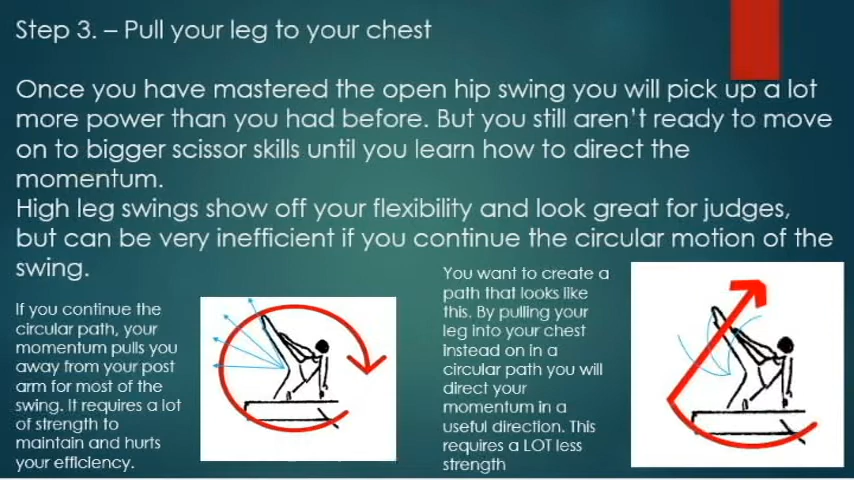 Step 3. – Pull your leg to your chest
Once you have mastered the open hip swing you will pick up a lot
more power than you had before. But you still aren't ready to move
on to bigger scissor skills until you learn how to direct the
momentum.
High leg swings show off your flexibility and look great for judges,
but can be very inefficient if you continue the circular motion of the
swing.
If you continue the
circular path, your
momentum pulls you
away from your post
arm for most of the
swing. It requires a lot
of strength to
maintain and hurts
your efficiency.
You want to create a
path that looks like
this. By pulling your
leg into your chest
instead on in a
circular path you will
direct your
momentum in a
useful direction. This
requires a LOT less
strength